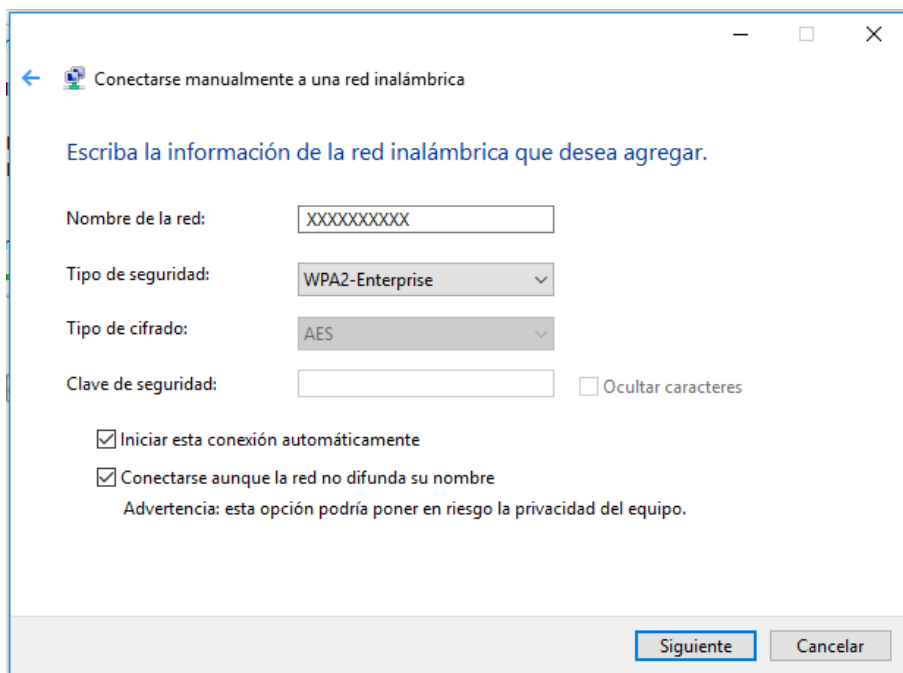 Conectarse manualmente a una red inalámbrica
Escriba la información de la red inalámbrica que desea agregar.
Nombre de la red: XXXXXXXXXX
Tipo de seguridad: WPA2-Enterprise
Tipo de cifrado: AES
Clave de seguridad: Ocultar caracteres
Iniciar esta conexión automáticamente
Conectarse aunque la red no difunda su nombre
Advertencia: esta opción podría poner en riesgo la privacidad del equipo.
Siguiente Cancelar